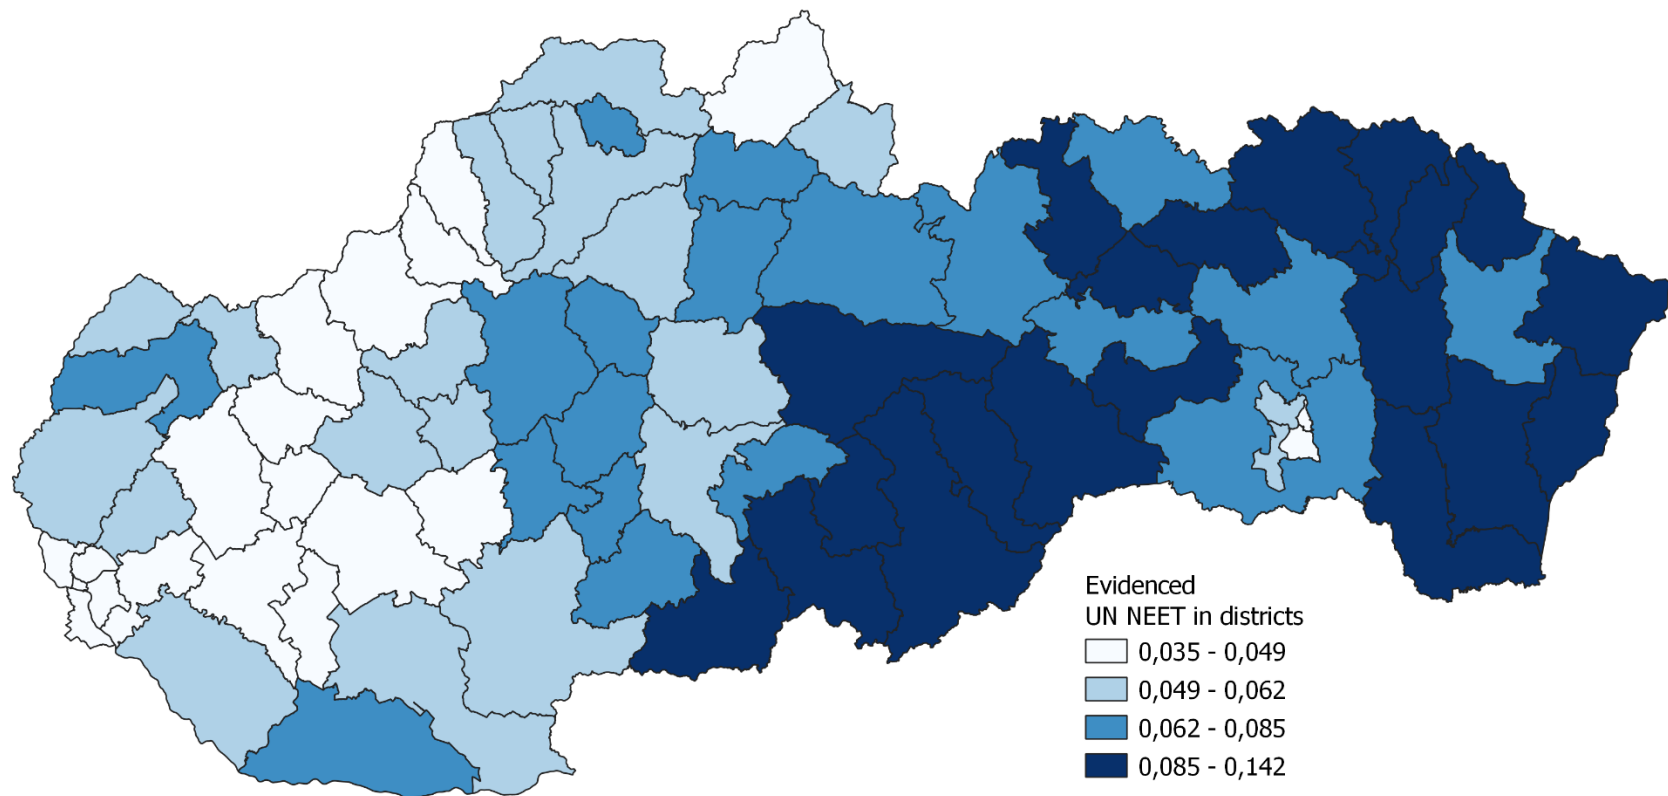 Evidenced
UN NEET in districts
0,035 - 0,049
0,049 - 0,062
0,062 - 0,085
0,085 - 0,142